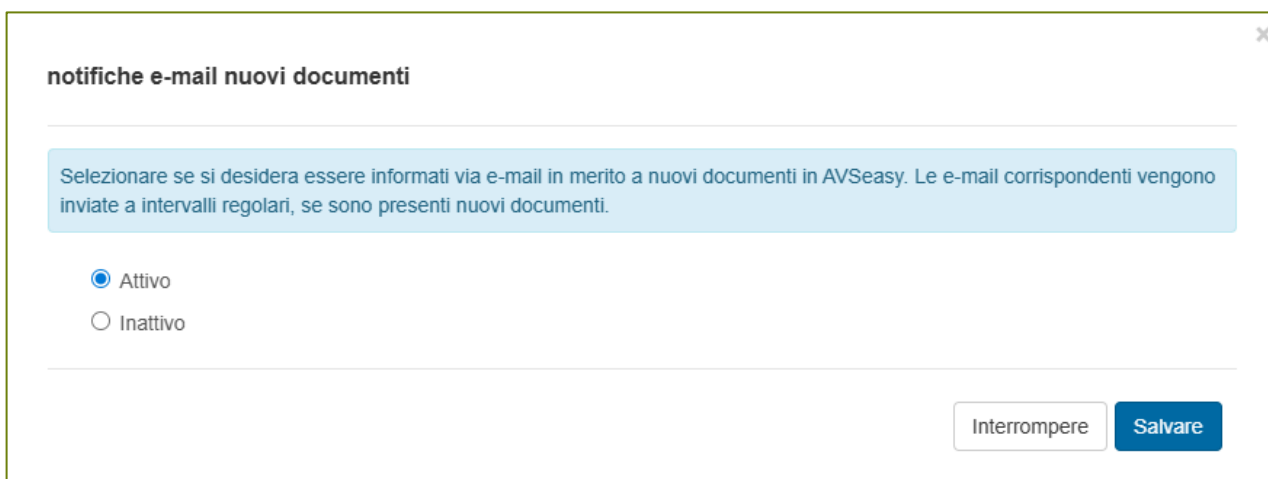 ×
notifiche e-mail nuovi documenti
Selezionare se si desidera essere informati via e-mail in merito a nuovi documenti in AVSeasy. Le e-mail corrispondenti vengono
inviate a intervalli regolari, se sono presenti nuovi documenti.
Attivo
Inattivo
Interrompere Salvare